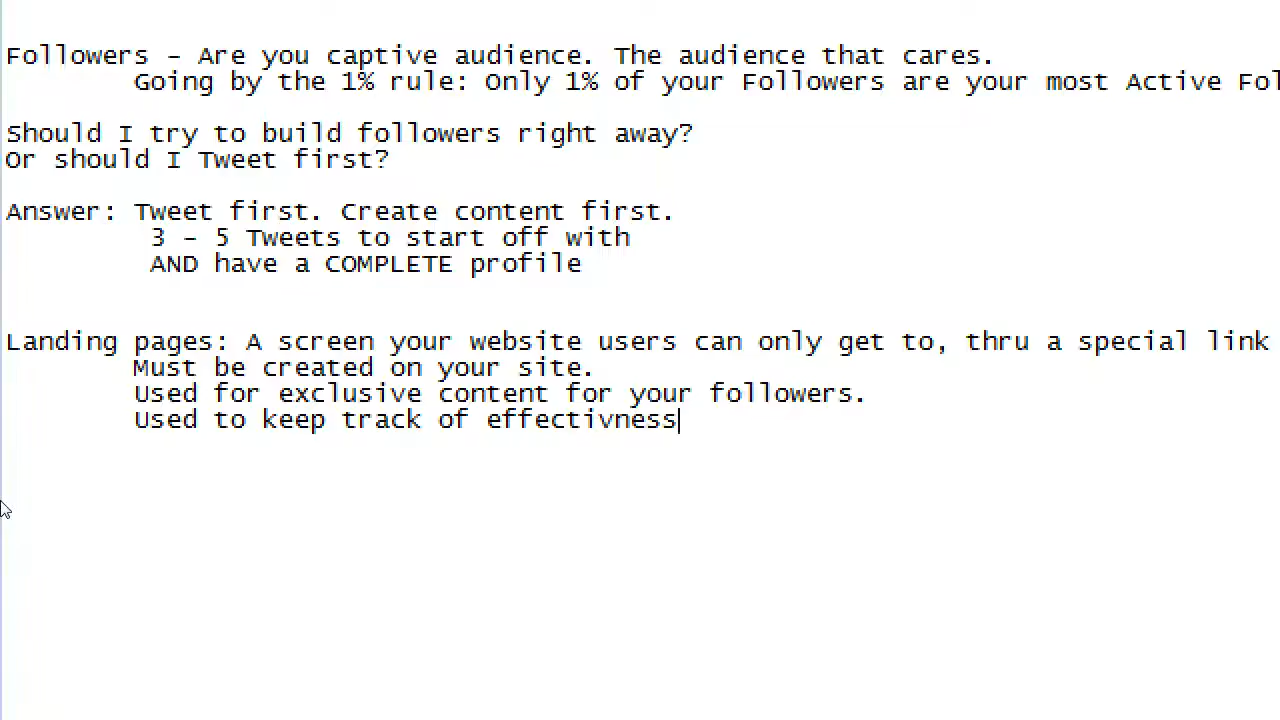 Followers - Are you captive audience. The audience that cares.
Going by the 1% rule: Only 1% of your Followers are your most Active Fol
Should I try to build followers right away?
Or should I Tweet first?
Answer: Tweet first. Create content first.
3 - 5 Tweets to start off with
AND have a COMPLETE profile
Landing pages: A screen your website users can only get to, thru a special link
Must be created on your site.
Used for exclusive content for your followers.
Used to keep track of effectivness